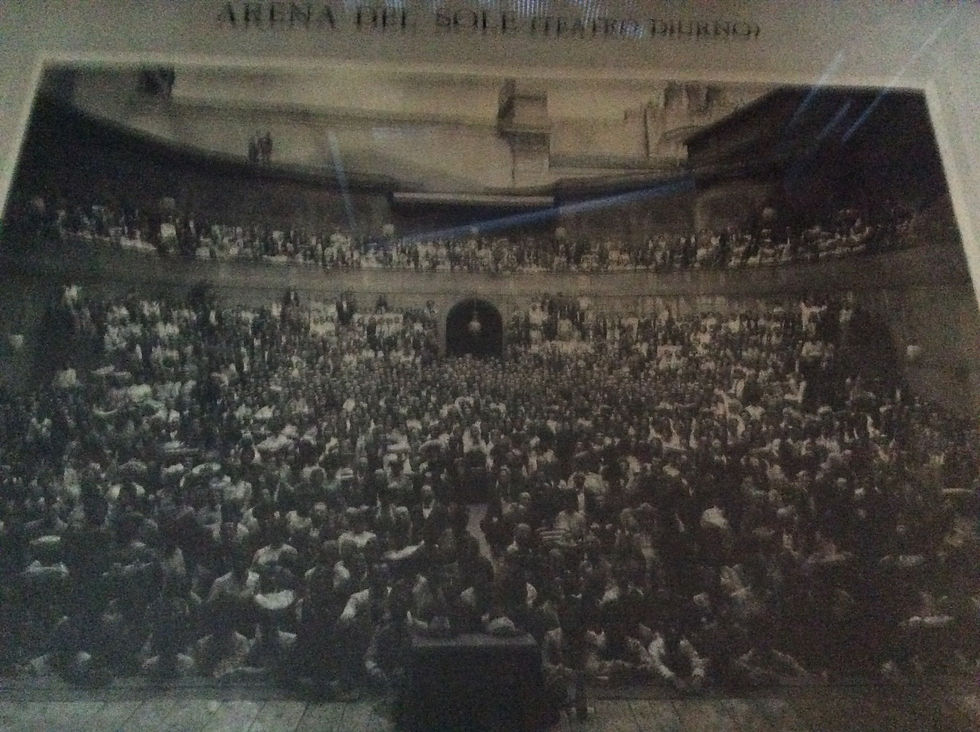 ARENA DEL SOLE (TEATRO DIURNO)